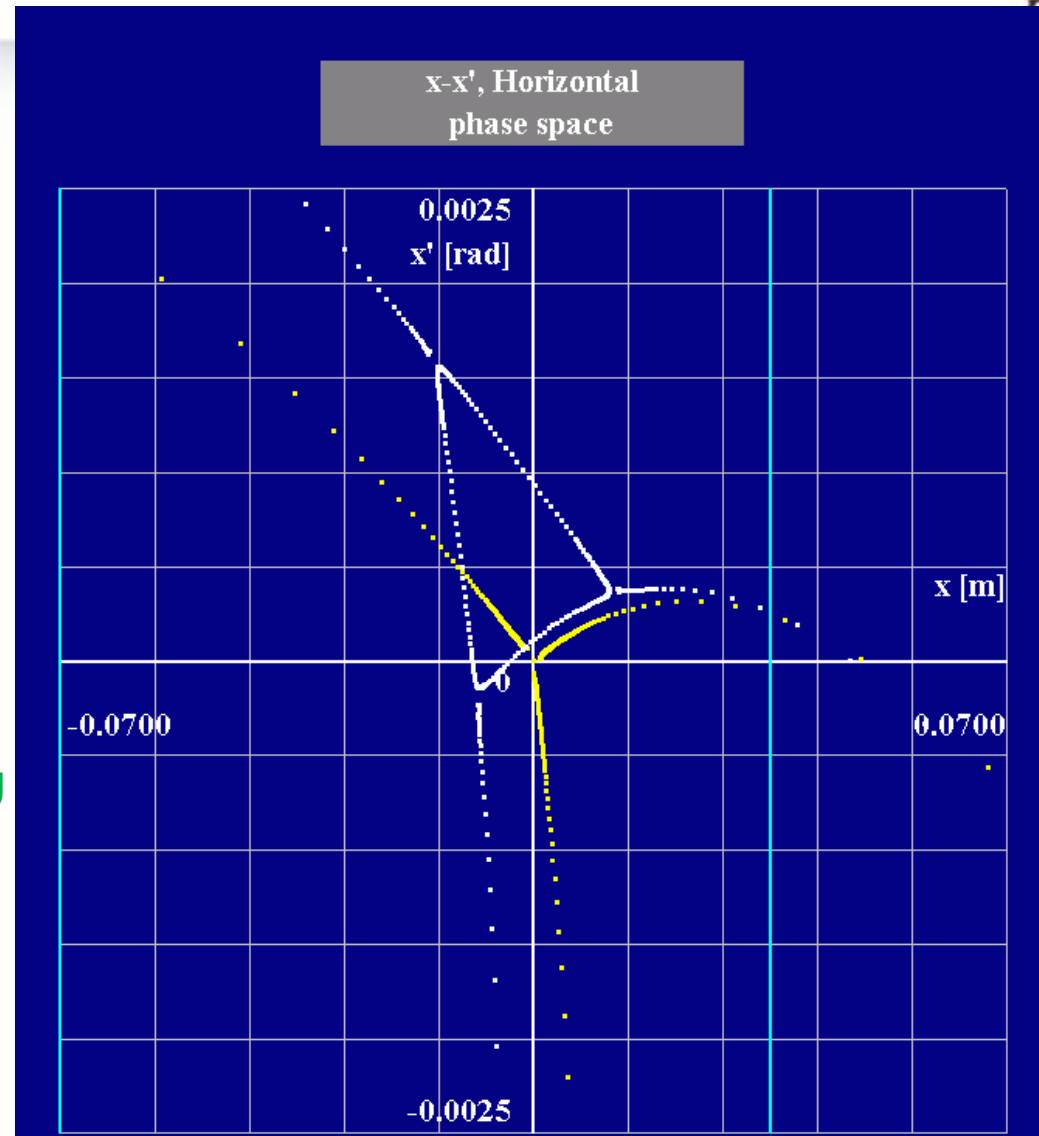 x-x', Horizontal
phase space
0.0025
x' [rad]
x [m]
0
-0.0700
0.0700
-0.0025